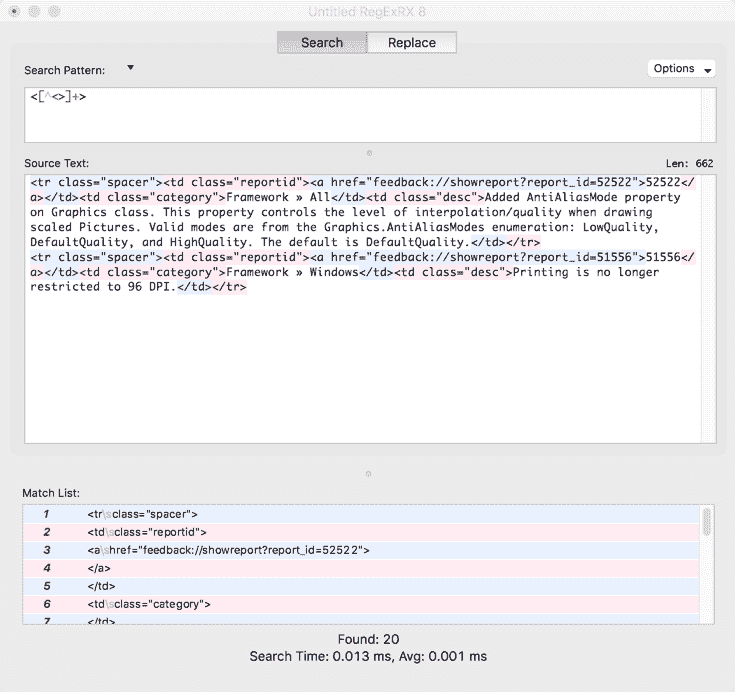 Untitled RegExRX 8
Search Replace
Search Pattern:
Options
<[^<>]+>
Source Text:
Len: 662
<tr class="spacer"><td class="reportid"><a href="feedback://showreport?report_id=52522">52522</
a></td><td class="category">Framework » All</td><td class="desc">Added AntiAliasMode property
on Graphics class. This property controls the level of interpolation/quality when drawing
scaled Pictures. Valid modes are from the Graphics.AntiAliasModes enumeration: LowQuality,
DefaultQuality, and HighQuality. The default is DefaultQuality.</td></tr>
<tr class="spacer"><td class="reportid"><a href="feedback://showreport?report_id=51556">51556</
a></td><td class="category">Framework » Windows</td><td class="desc">Printing is no longer
restricted to 96 DPI.</td></tr>
Match List:
1 <tr\sclass="spacer">
2 <td\sclass="reportid">
3 <a\shref="feedback://showreport?report_id=52522">
4 </a>
5 </td>
6 <td\sclass="category">
7 </td>
Found: 20
Search Time: 0.013 ms, Avg: 0.001 ms